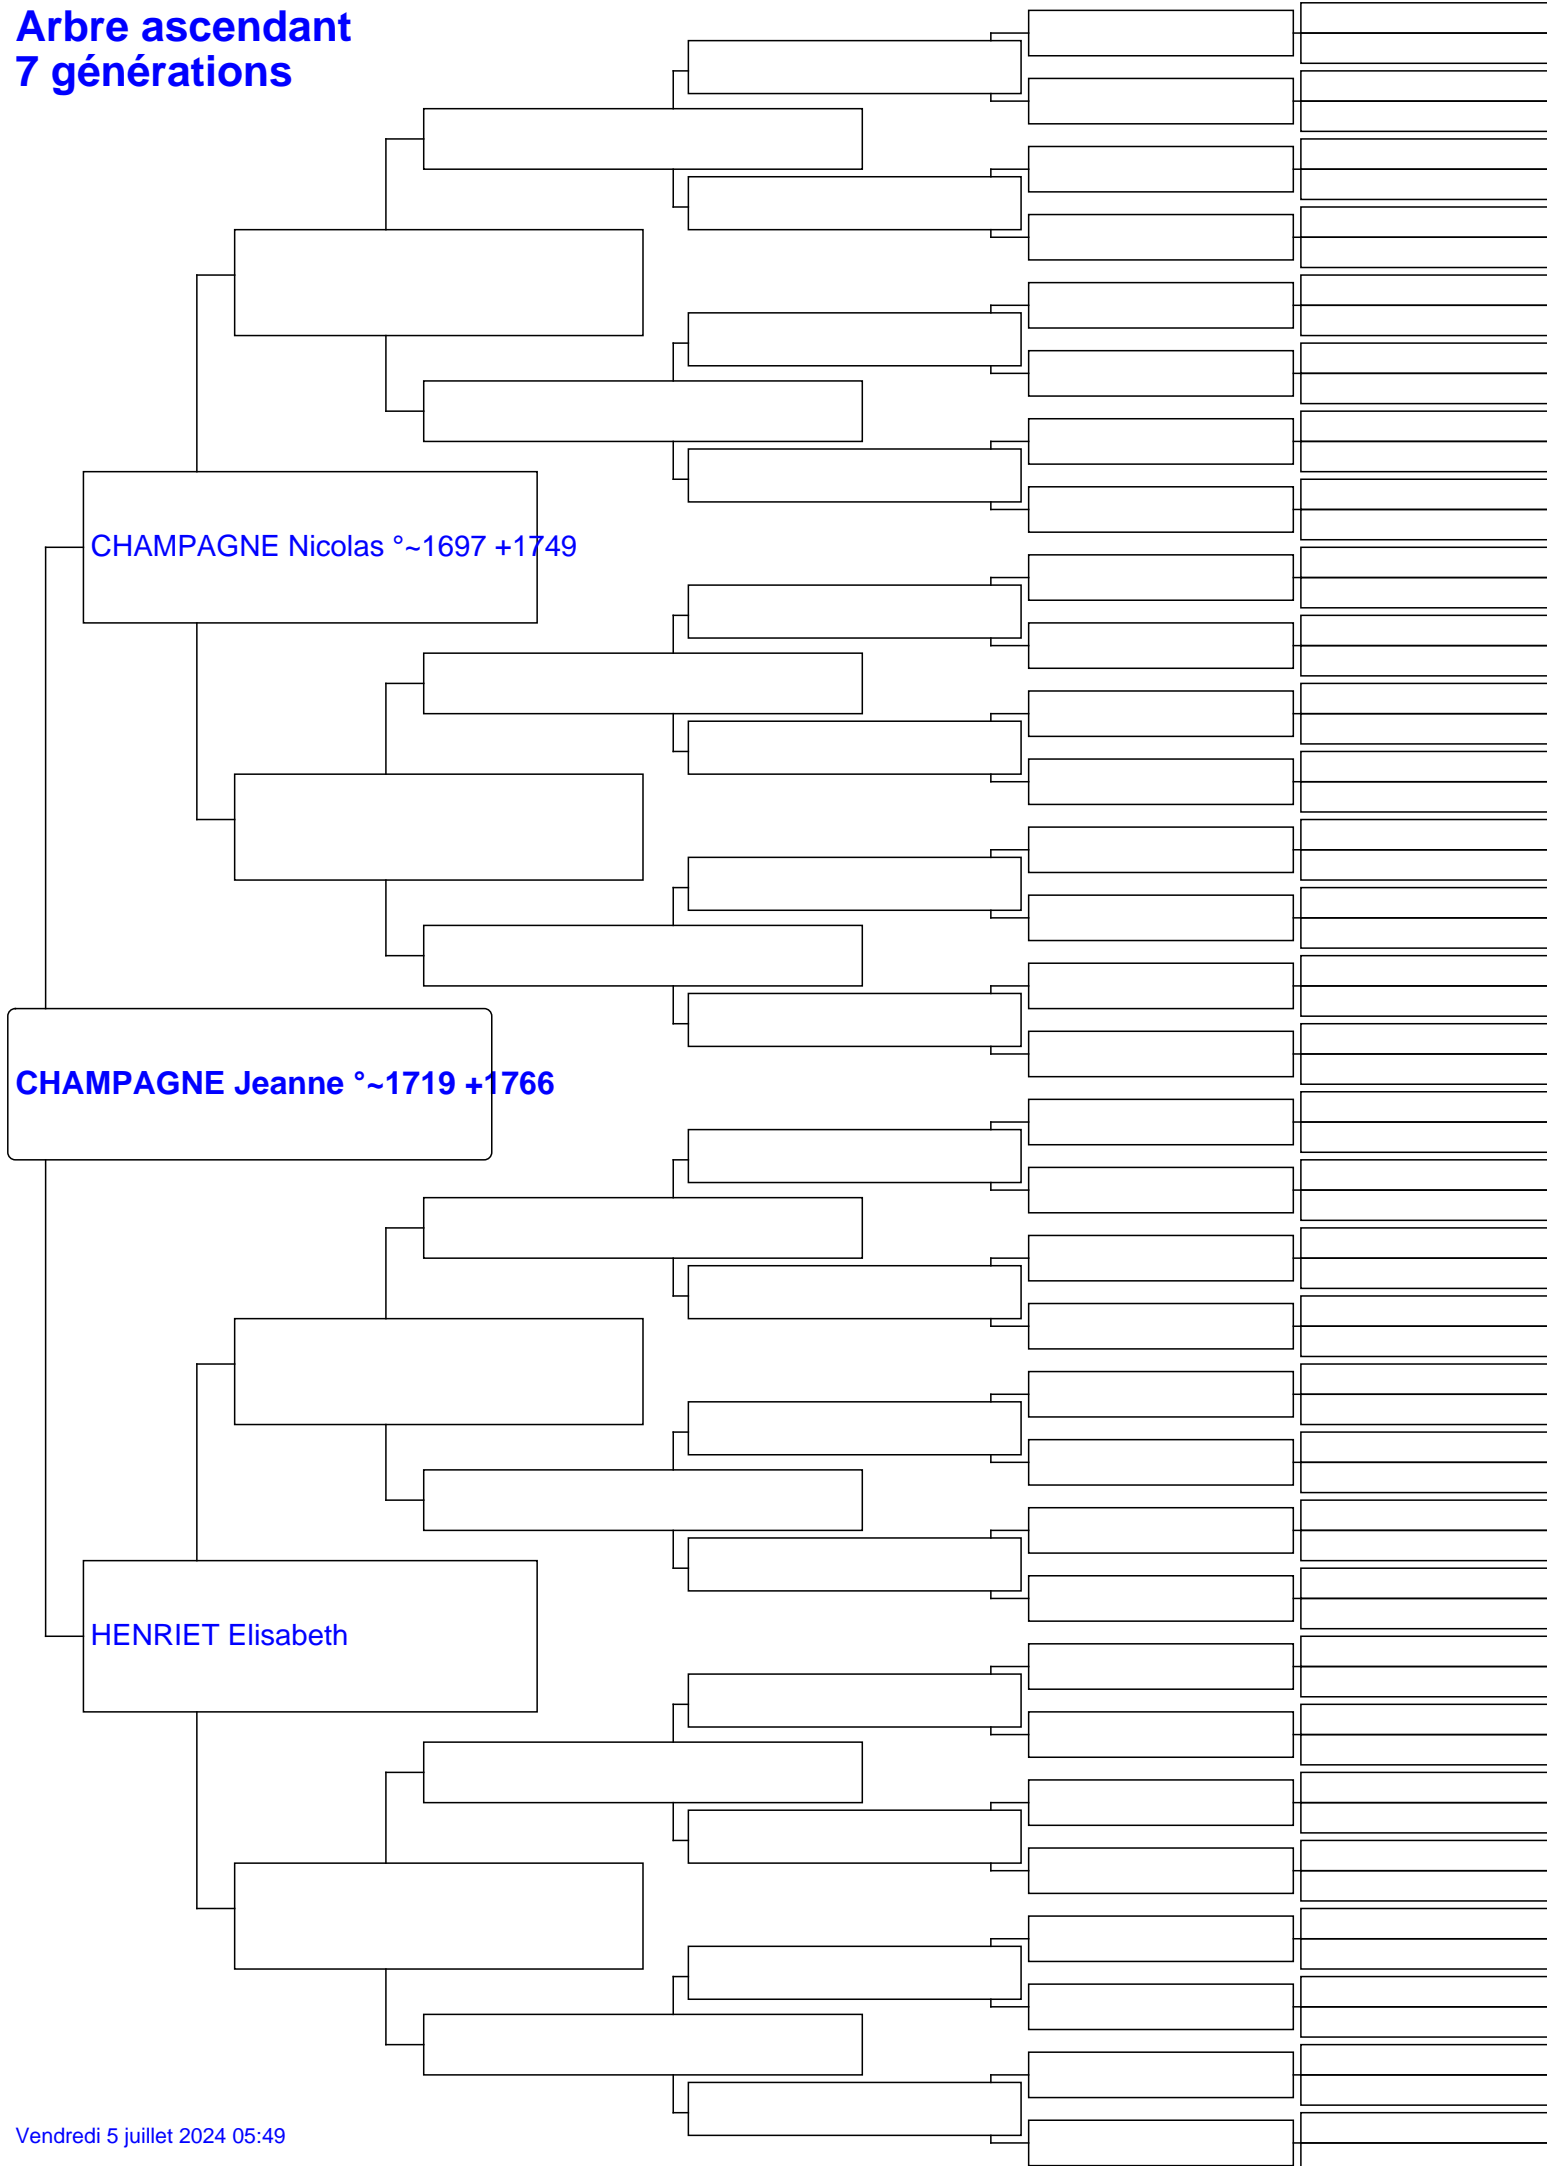 Arbre ascendant
7 générations
CHAMPAGNE Nicolas °~1697 +1749
CHAMPAGNE Jeanne °~1719 +1766
HENRIET Elisabeth
Vendredi 5 juillet 2024 05:49